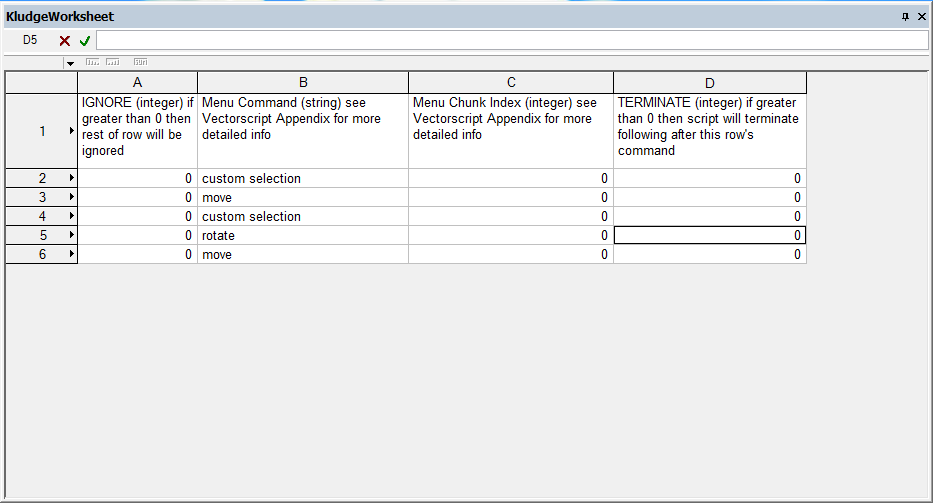 KludgeWorksheet
D5
A B C D
1 IGNORE (integer) if greater than 0 then rest of row will be ignored Menu Command (string) see Vectorscript Appendix for more detailed info Menu Chunk Index (integer) see Vectorscript Appendix for more detailed info TERMINATE (integer) if greater than 0 then script will terminate following after this row's command
2 0 custom selection 0 0
3 0 move 0 0
4 0 custom selection 0 0
5 0 rotate 0 0
6 0 move 0 0